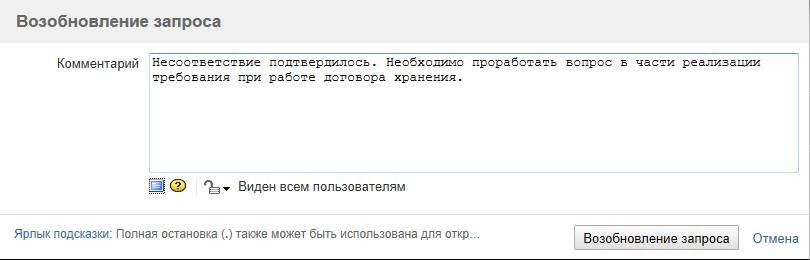 Возобновление запроса
Комментарий
Несоответствие подтвердилось. Необходимо проработать вопрос в части реализации
требования при работе договора хранения.
Виден всем пользователям
Ярлык подсказки: Полная остановка (.) также может быть использована для откр...
Возобновление запроса
Отмена